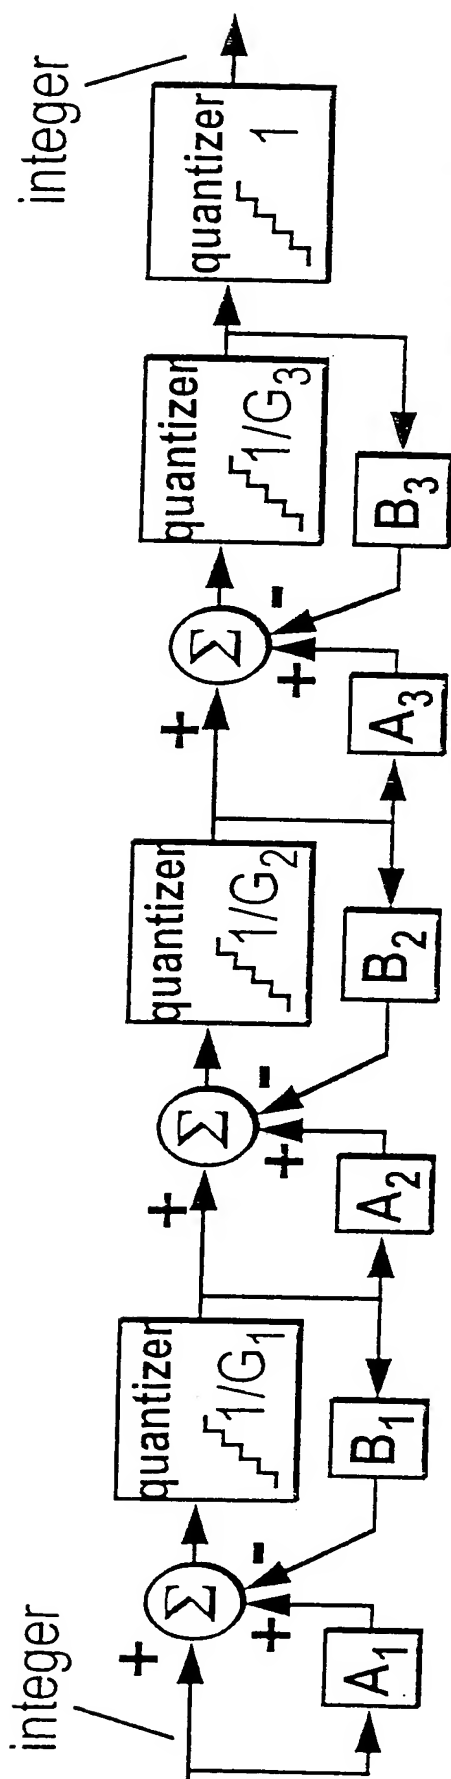 integer
+
Σ
+
-
A1
quantizer
1/G1
B1
+
Σ
+
-
A2
quantizer
1/G2
B2
+
Σ
+
-
A3
quantizer
1/G3
B3
quantizer
1
integer